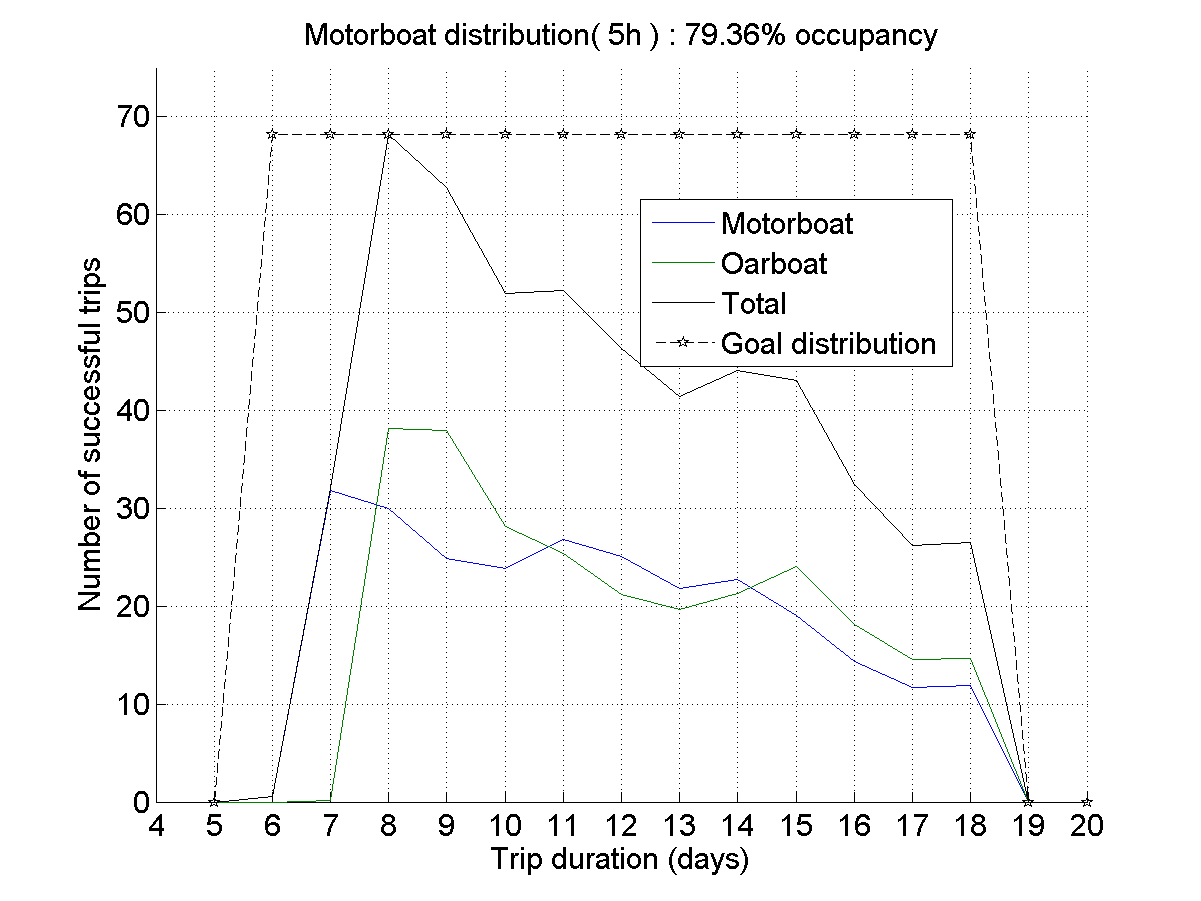 Motorboat distribution( 5h ) : 79.36% occupancy
Number of successful trips
70
60
50
40
30
20
10
0
Motorboat
Oarboat
Total
Goal distribution
4 5 6 7 8 9 10 11 12 13 14 15 16 17 18 19 20
Trip duration (days)